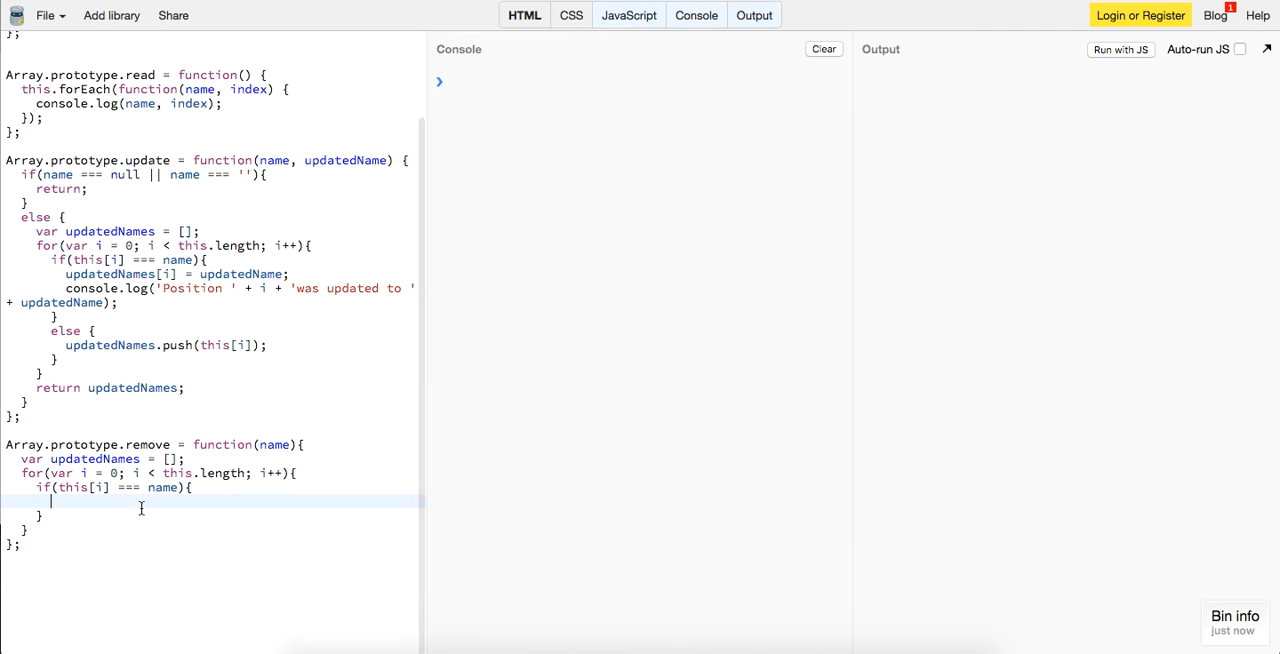 File Add library Share HTML CSS JavaScript Console Output Login or Register Blog 1 Help
};
Console Clear Output Run with JS Auto-run JS
Array.prototype.read = function() {
this.forEach(function(name, index) {
console.log(name, index);
});
};
Array.prototype.update = function(name, updatedName) {
if(name === null || name === ''){
return;
}
else {
var updatedNames = [];
for(var i = 0; i < this.length; i++){
if(this[i] === name){
updatedNames[i] = updatedName;
console.log('Position ' + i + 'was updated to '
+ updatedName);
}
else {
updatedNames.push(this[i]);
}
}
return updatedNames;
}
};
Array.prototype.remove = function(name){
var updatedNames = [];
for(var i = 0; i < this.length; i++){
if(this[i] === name){
}
}
};
Bin info
just now